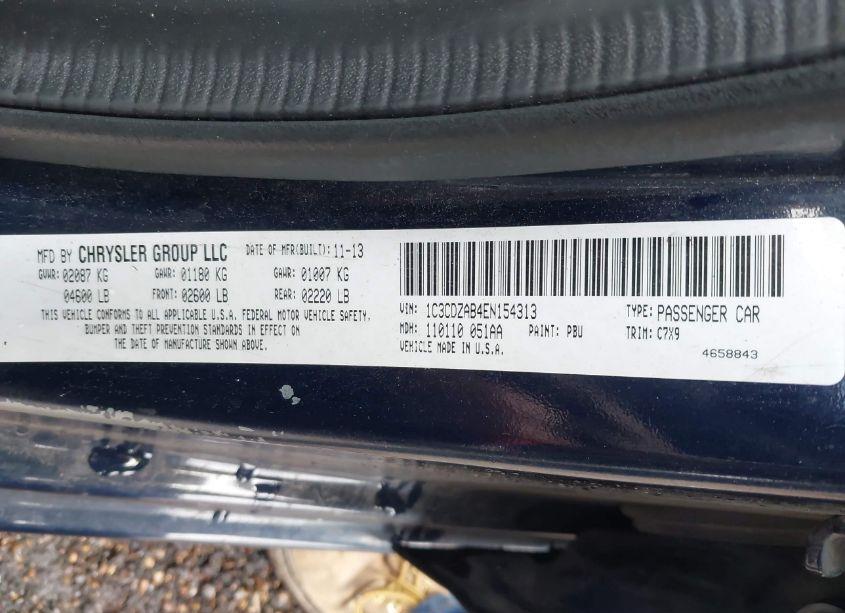 MFD BY CHRYSLER GROUP LLC DATE OF MFR(BUILT): 11-13
GVWR: 02087 KG GAWR: 01180 KG GAWR: 01007 KG
04600 LB FRONT: 02600 LB REAR: 02220 LB
THIS VEHICLE CONFORMS TO ALL APPLICABLE U.S.A. FEDERAL MOTOR VEHICLE SAFETY,
BUMPER AND THEFT PREVENTION STANDARDS IN EFFECT ON
THE DATE OF MANUFACTURE SHOWN ABOVE.
VIN: 1C3CDZAB4EN154313 TYPE: PASSENGER CAR
MDH: 110110 051AA PAINT: PBU TRIM: C7X9
VEHICLE MADE IN U.S.A.
4658843